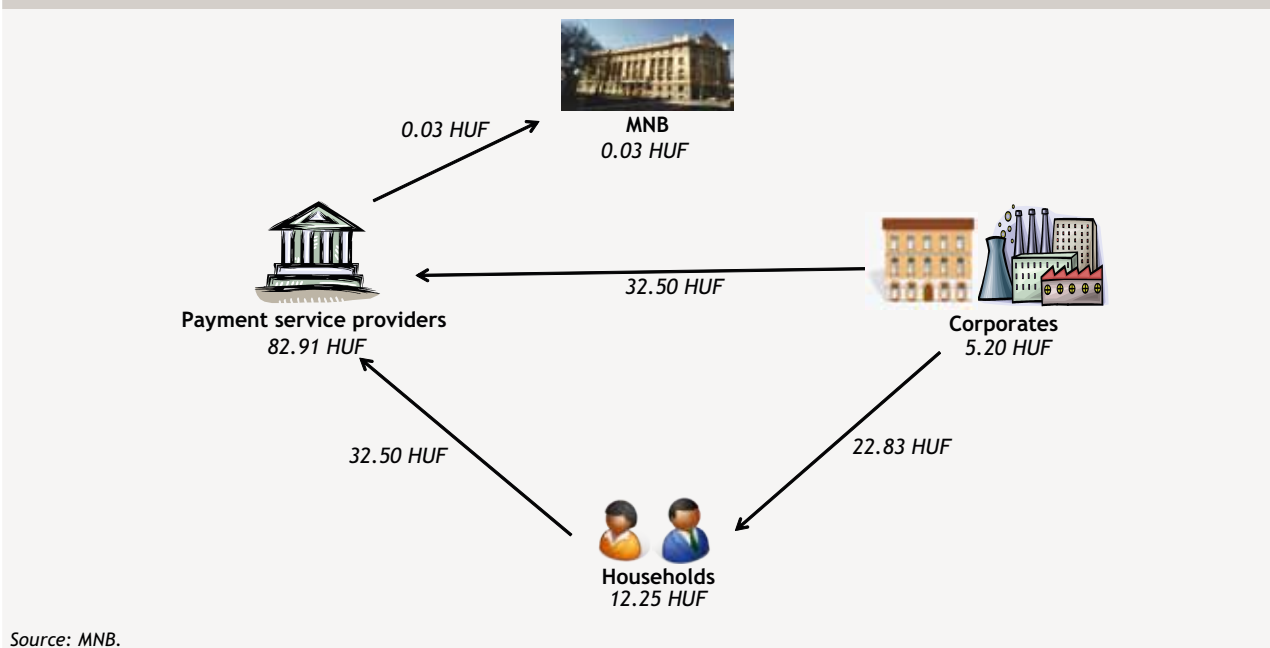 MNB
0.03 HUF
0.03 HUF
32.50 HUF
Payment service providers
82.91 HUF
Corporates
5.20 HUF
32.50 HUF
22.83 HUF
Households
12.25 HUF
Source: MNB.